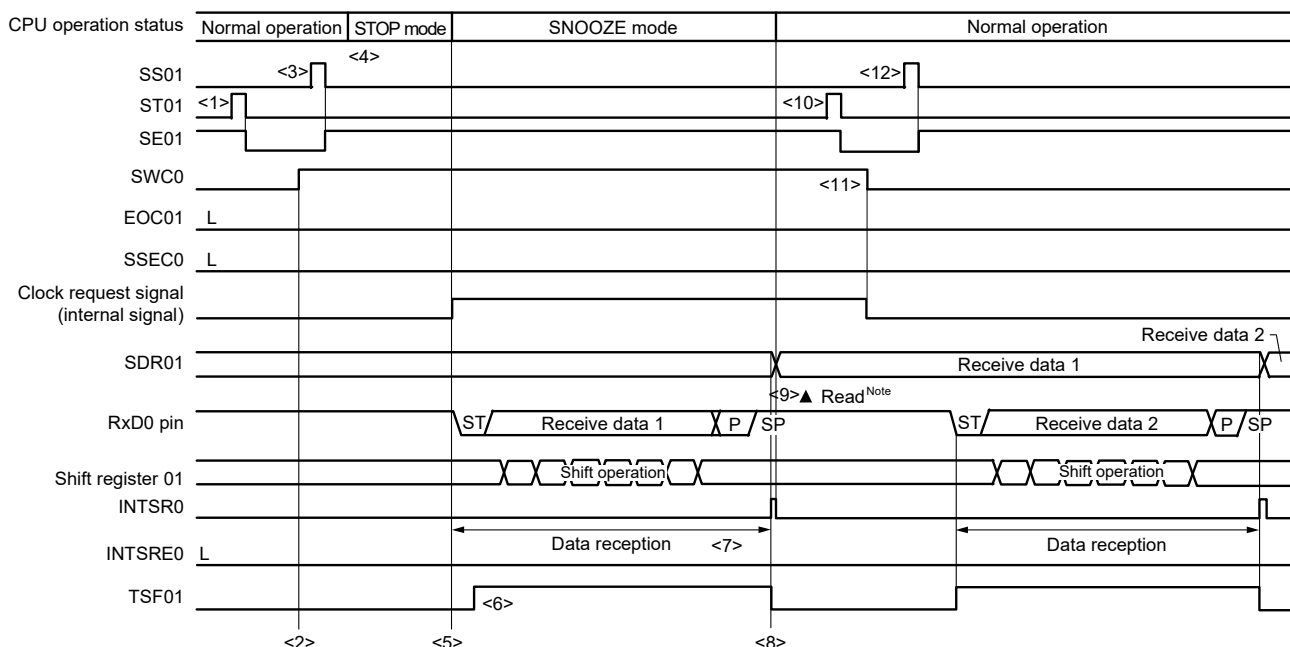 CPU operation status Normal operation STOP mode SNOOZE mode Normal operation
<4>
SS01 <3> <12>
ST01 <1> <10>
SE01
SWC0 <11>
EOC01 L
SSEC0 L
Clock request signal
(internal signal)
Receive data 2
SDR01 Receive data 1
<9>▲ Read Note
RxD0 pin ST Receive data 1 P SP ST Receive data 2 P SP
Shift register 01 Shift operation Shift operation
INTSR0
Data reception <7> Data reception
INTSRE0 L
TSF01 <6>
<2> <5> <8>